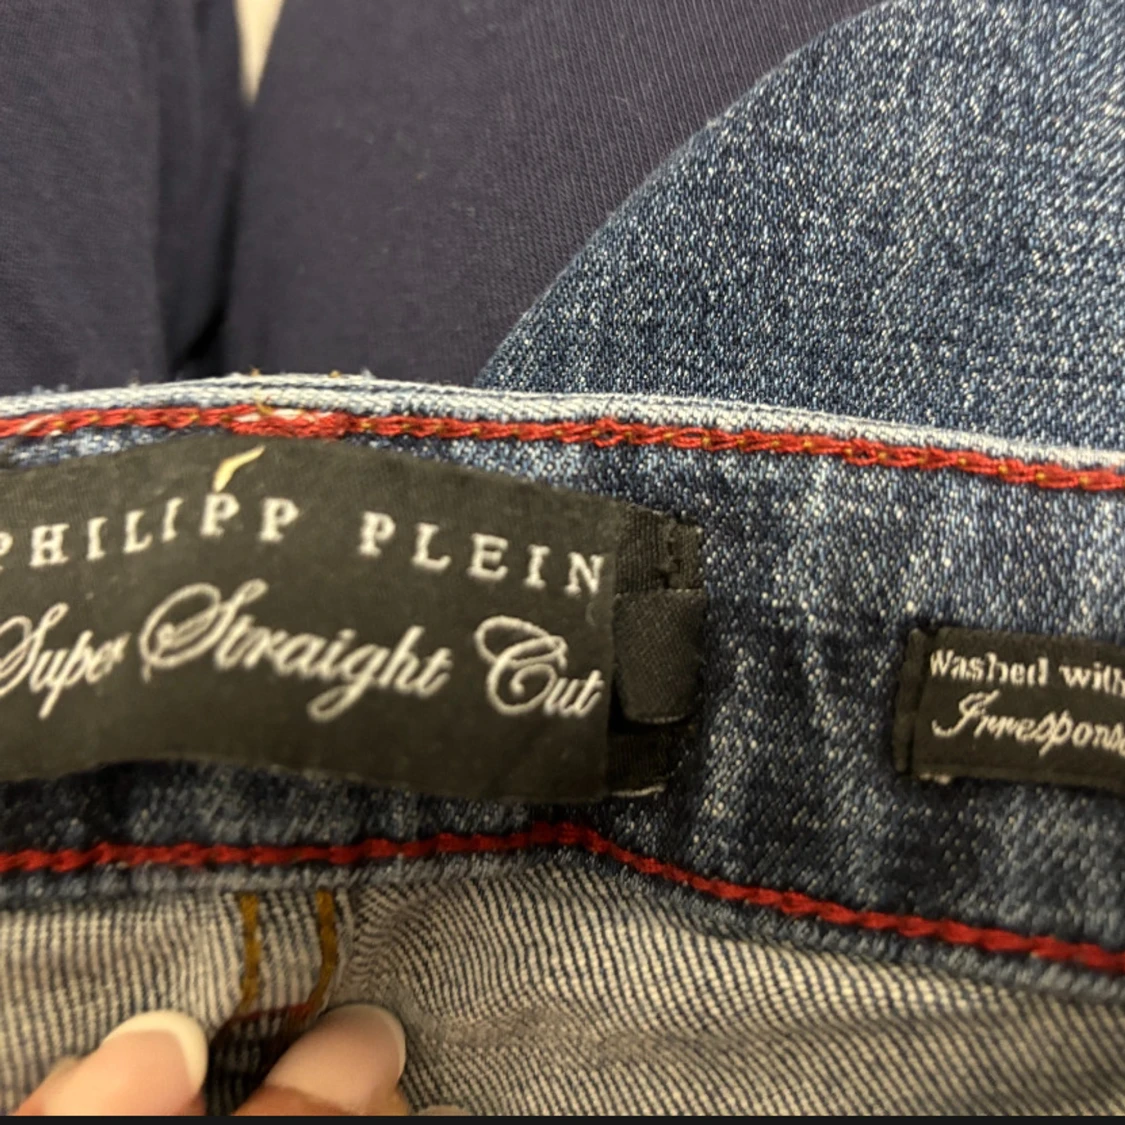 PHILIPP PLEIN
Super Straight Cut
Washed with